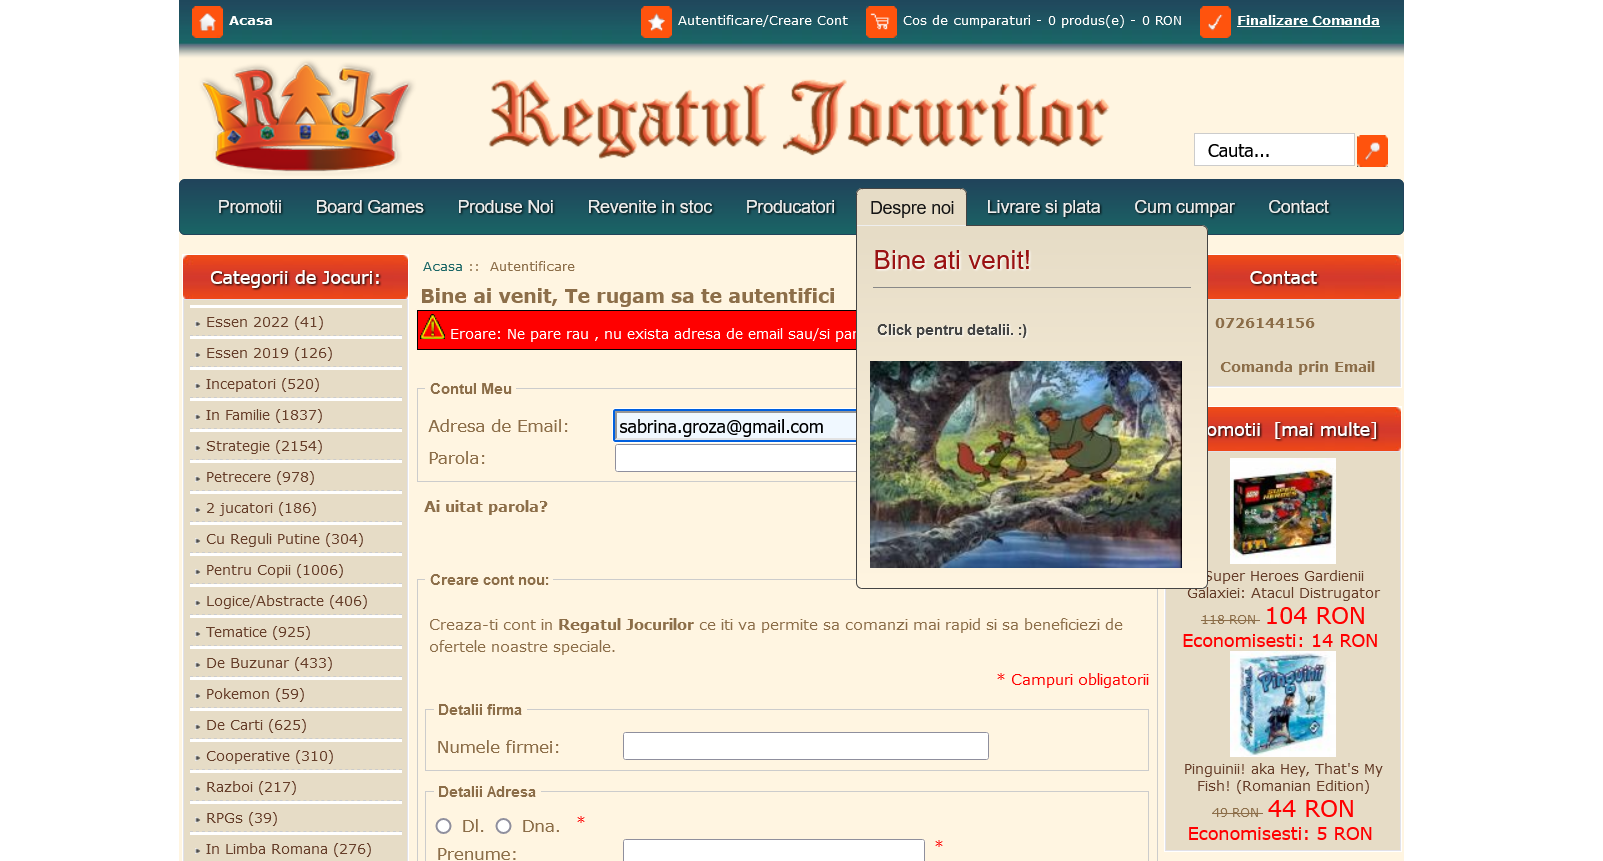 Acasa
Autentificare/Creare Cont
Cos de cumparaturi - 0 produs(e) - 0 RON
Finalizare Comanda
RAJ
Regatul Jocurilor
Cauta...
Promotii
Board Games
Produse Noi
Revenite in stoc
Producatori
Despre noi
Livrare si plata
Cum cumpar
Contact
Categorii de Jocuri:
Essen 2022 (41)
Essen 2019 (126)
Incepatori (520)
In Familie (1837)
Strategie (2154)
Petrecere (978)
2 jucatori (186)
Cu Reguli Putine (304)
Pentru Copii (1006)
Logice/Abstracte (406)
Tematice (925)
De Buzunar (433)
Pokemon (59)
De Carti (625)
Cooperative (310)
Razboi (217)
RPGs (39)
In Limba Romana (276)
Acasa :: Autentificare
Bine ai venit, Te rugam sa te autentifici
Eroare: Ne pare rau , nu exista adresa de email sau/si
Contul Meu
Adresa de Email:
sabrina.groza@gmail.com
Parola:
Ai uitat parola?
Bine ati venit!
Click pentru detalii. :)
Creare cont nou:
Creaza-ti cont in Regatul Jocurilor ce iti va permite sa comanzi mai rapid si sa beneficiezi de
ofertele noastre speciale.
* Campuri obligatorii
Detalii firma
Numele firmei:
Detalii Adresa
Dl.
Dna. *
Prenume:
*
Contact
0726144156
Comanda prin Email
[mai multe]
Super Heroes Gardienii
Galaxiei: Atacul Distrugator
118 RON 104 RON
Economisesti: 14 RON
Pinguinii
Pinguinii! aka Hey, That's My
Fish! (Romanian Edition)
49 RON 44 RON
Economisesti: 5 RON